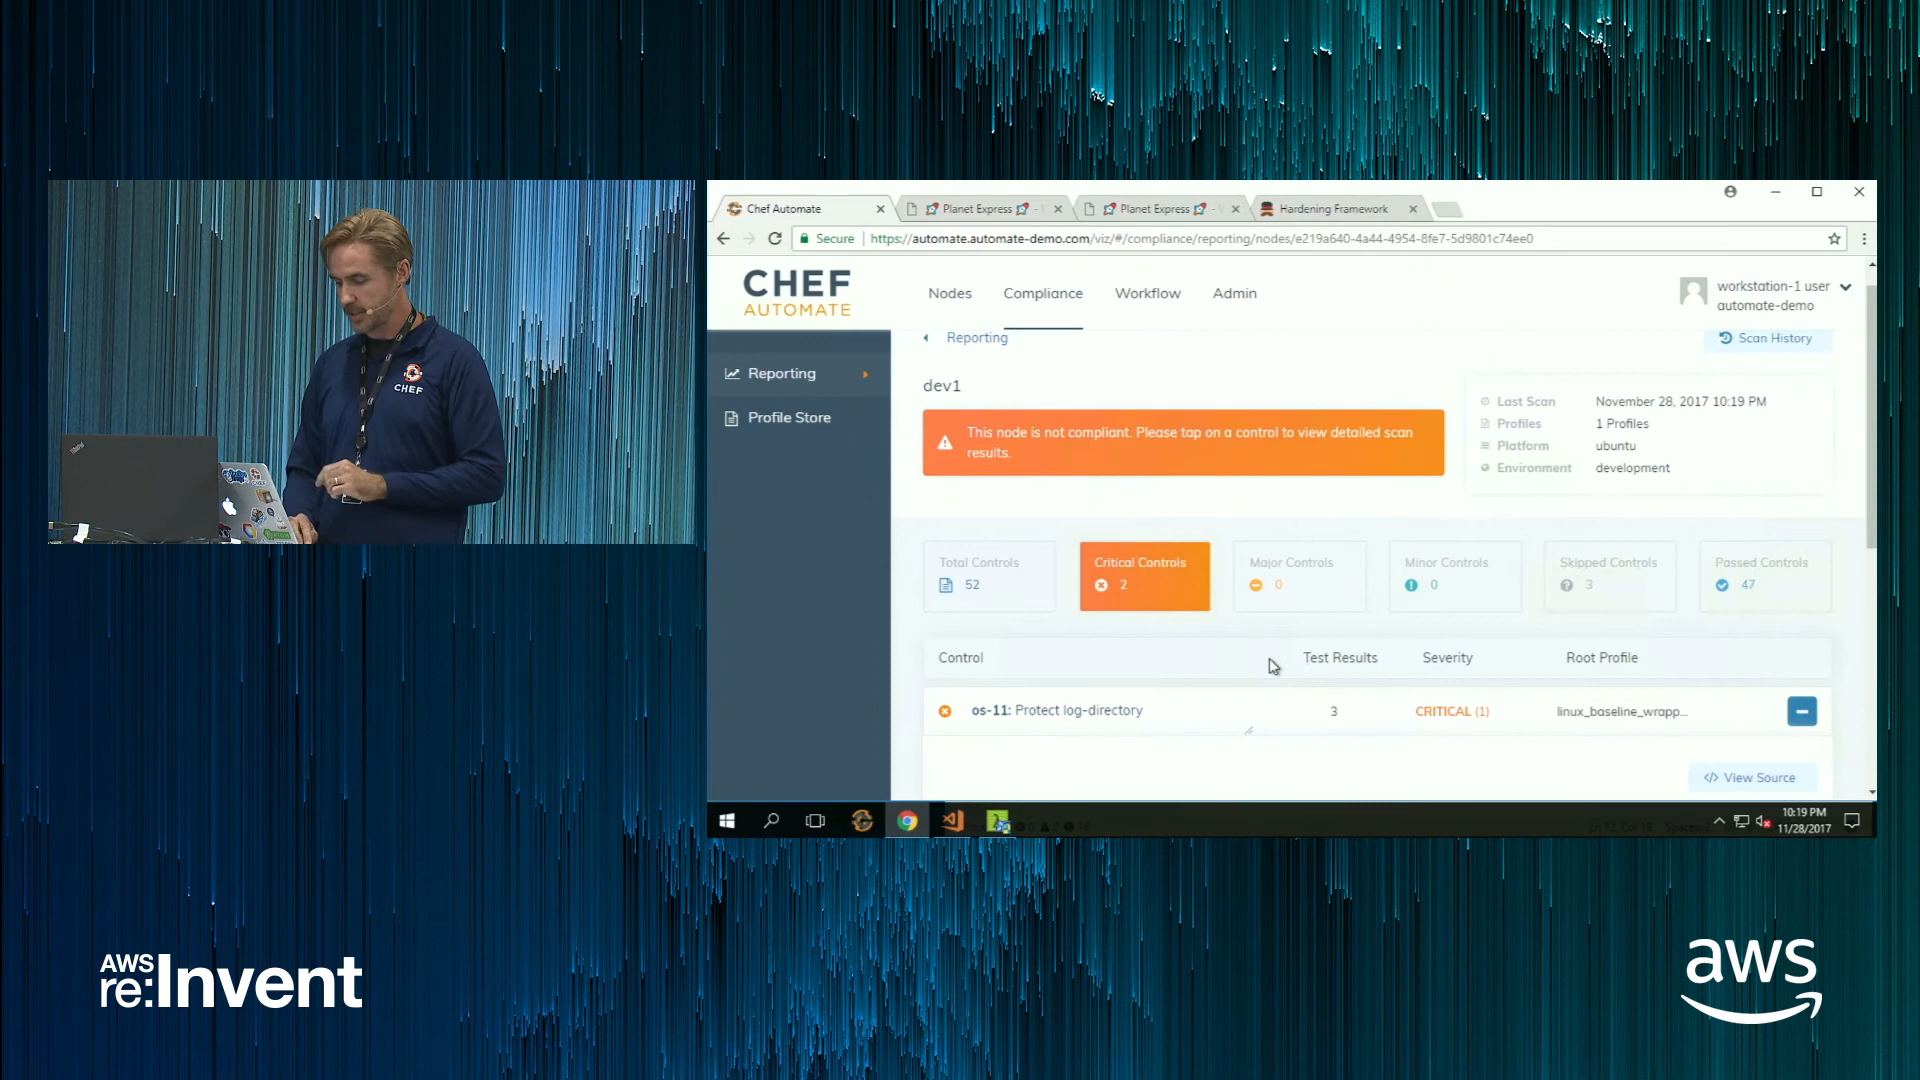 Chef Automate
Planet Express
Planet Express
Hardening Framework
Secure
https://automate.automate-demo.com/viz/#/compliance/reporting/nodes/e219a640-4a44-4954-8fe7-5d9801c74ee0
CHEF
AUTOMATE
Nodes
Compliance
Workflow
Admin
workstation-1 user
automate-demo
Reporting
Profile Store
Reporting
Scan History
dev1
This node is not compliant. Please tap on a control to view detailed scan
results.
Last Scan November 28, 2017 10:19 PM
Profiles 1 Profiles
Platform ubuntu
Environment development
Total Controls
52
Critical Controls
2
Major Controls
0
Minor Controls
0
Skipped Controls
3
Passed Controls
47
Control Test Results Severity Root Profile
os-11: Protect log-directory 3 CRITICAL (1) linux_baseline_wrapp...
</> View Source
10:19 PM
11/28/2017
CHEF
AWS
re:Invent
aws